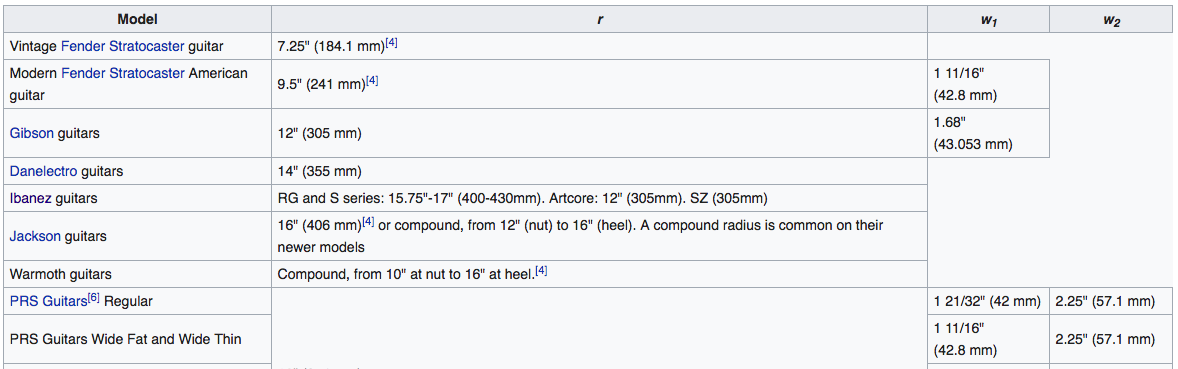 Model r w1 w2
Vintage Fender Stratocaster guitar 7.25" (184.1 mm)[4]
Modern Fender Stratocaster American guitar 9.5" (241 mm)[4] 1 11/16" (42.8 mm)
Gibson guitars 12" (305 mm) 1.68" (43.053 mm)
Danelectro guitars 14" (355 mm)
Ibanez guitars RG and S series: 15.75"-17" (400-430mm). Artcore: 12" (305mm). SZ (305mm)
Jackson guitars 16" (406 mm)[4] or compound, from 12" (nut) to 16" (heel). A compound radius is common on their newer models
Warmoth guitars Compound, from 10" at nut to 16" at heel.[4]
PRS Guitars[6] Regular 1 21/32" (42 mm) 2.25" (57.1 mm)
PRS Guitars Wide Fat and Wide Thin 1 11/16" (42.8 mm) 2.25" (57.1 mm)